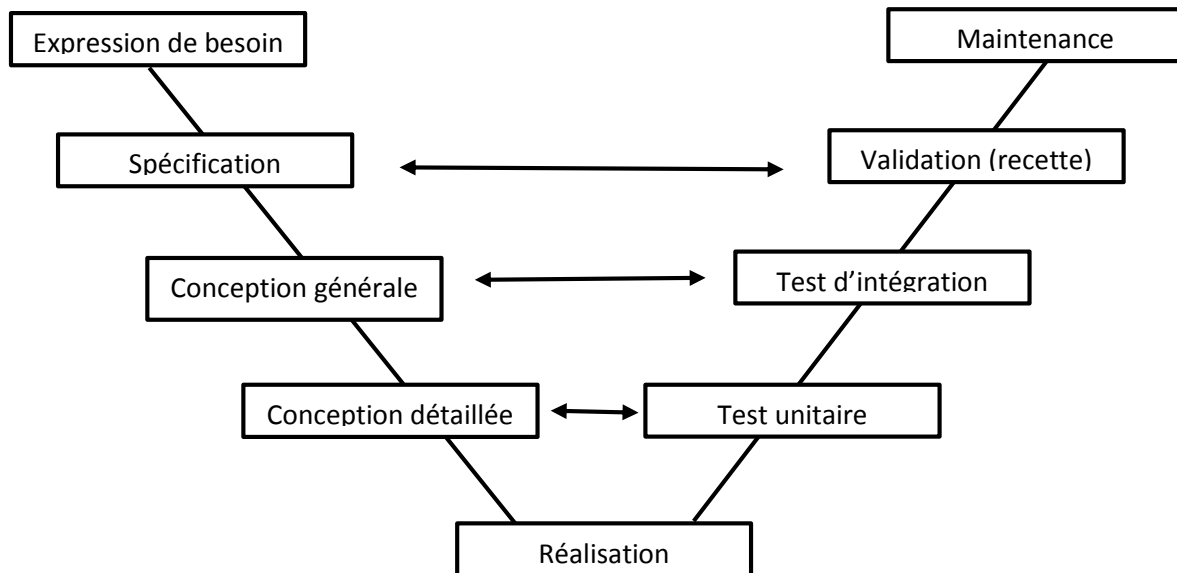 Expression de besoin
Maintenance
Spécification
Validation (recette)
Conception générale
Test d’intégration
Conception détaillée
Test unitaire
Réalisation